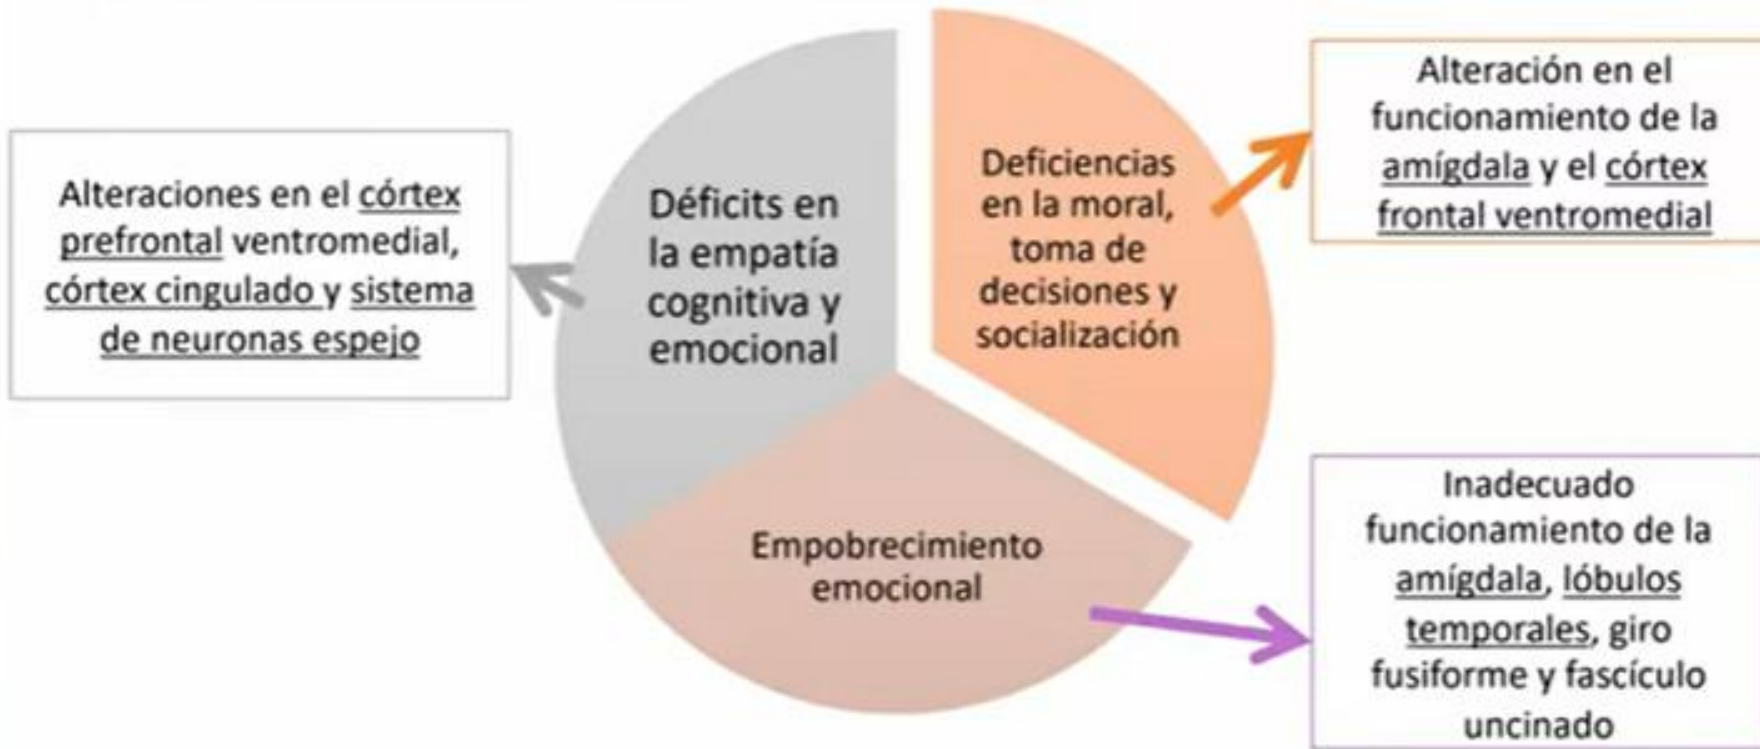 Alteraciones en el córtex
prefrontal ventromedial,
córtex cingulado y sistema
de neuronas espejo
Déficits en
la empatía
cognitiva y
emocional
Deficiencias
en la moral,
toma de
decisiones y
socialización
Alteración en el
funcionamiento de la
amígdala y el córtex
frontal ventromedial
Empobrecimiento
emocional
Inadecuado
funcionamiento de la
amígdala, lóbulos
temporales, giro
fusiforme y fascículo
uncinado